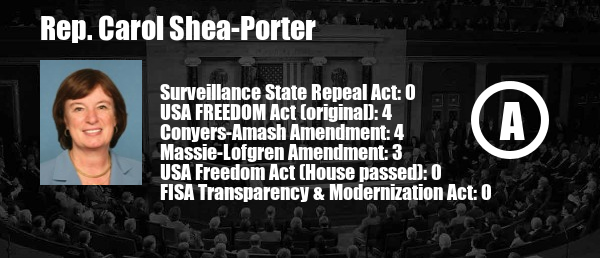 Rep. Carol Shea-Porter
Surveillance State Repeal Act: 0
USA FREEDOM Act (original): 4
Conyers-Amash Amendment: 4
Massie-Lofgren Amendment: 3
USA Freedom Act (House passed): 0
FISA Transparency & Modernization Act: 0
A